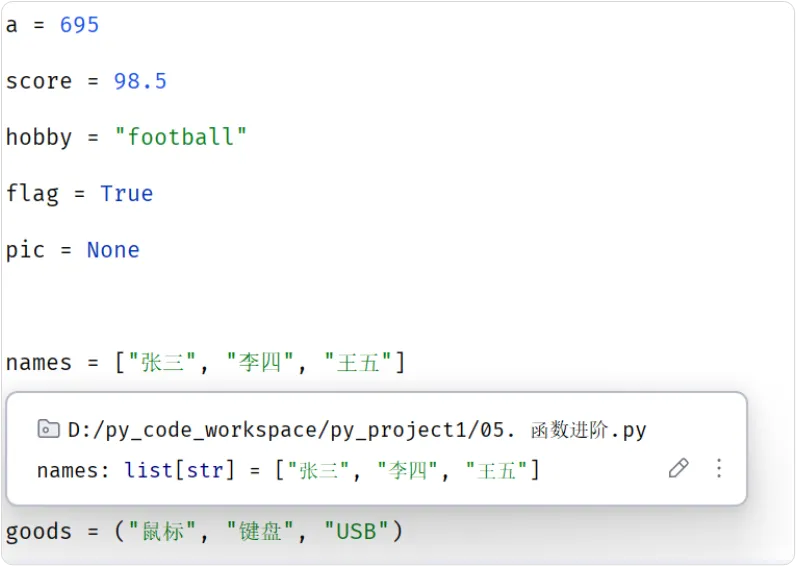 a = 695
score = 98.5
hobby = "football"
flag = True
pic = None
names = ["张三", "李四", "王五"]
D:/py_code_workspace/py_project1/05. 函数进阶.py
names: list[str] = ["张三", "李四", "王五"]
goods = ("鼠标", "键盘", "USB")